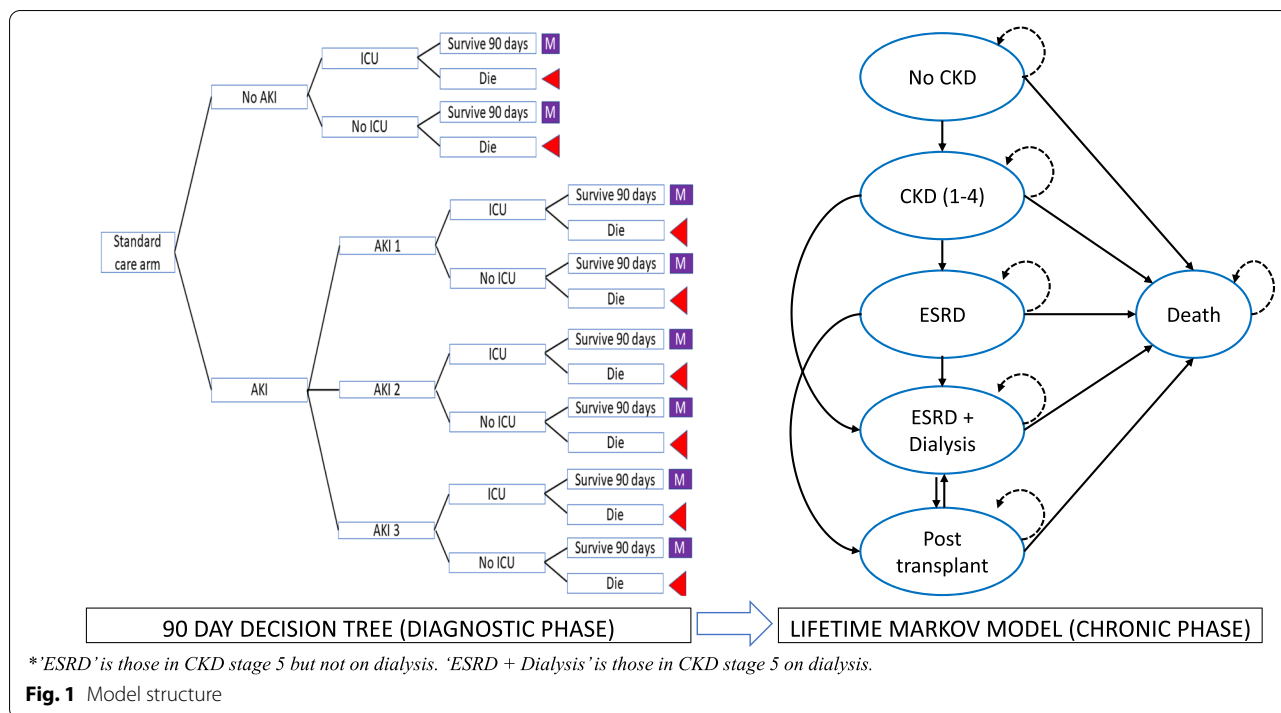 Standard
care arm
No AKI
ICU
Survive 90 days
M
Die
No ICU
Survive 90 days
M
Die
AKI
AKI 1
ICU
Survive 90 days
M
Die
No ICU
Survive 90 days
M
Die
AKI 2
ICU
Survive 90 days
M
Die
No ICU
Survive 90 days
M
Die
AKI 3
ICU
Survive 90 days
M
Die
No ICU
Survive 90 days
M
Die
90 DAY DECISION TREE (DIAGNOSTIC PHASE)
No CKD
CKD (1-4)
ESRD
Death
ESRD +
Dialysis
Post
transplant
LIFETIME MARKOV MODEL (CHRONIC PHASE)
*'ESRD' is those in CKD stage 5 but not on dialysis. ‘ESRD + Dialysis’ is those in CKD stage 5 on dialysis.
Fig. 1 Model structure